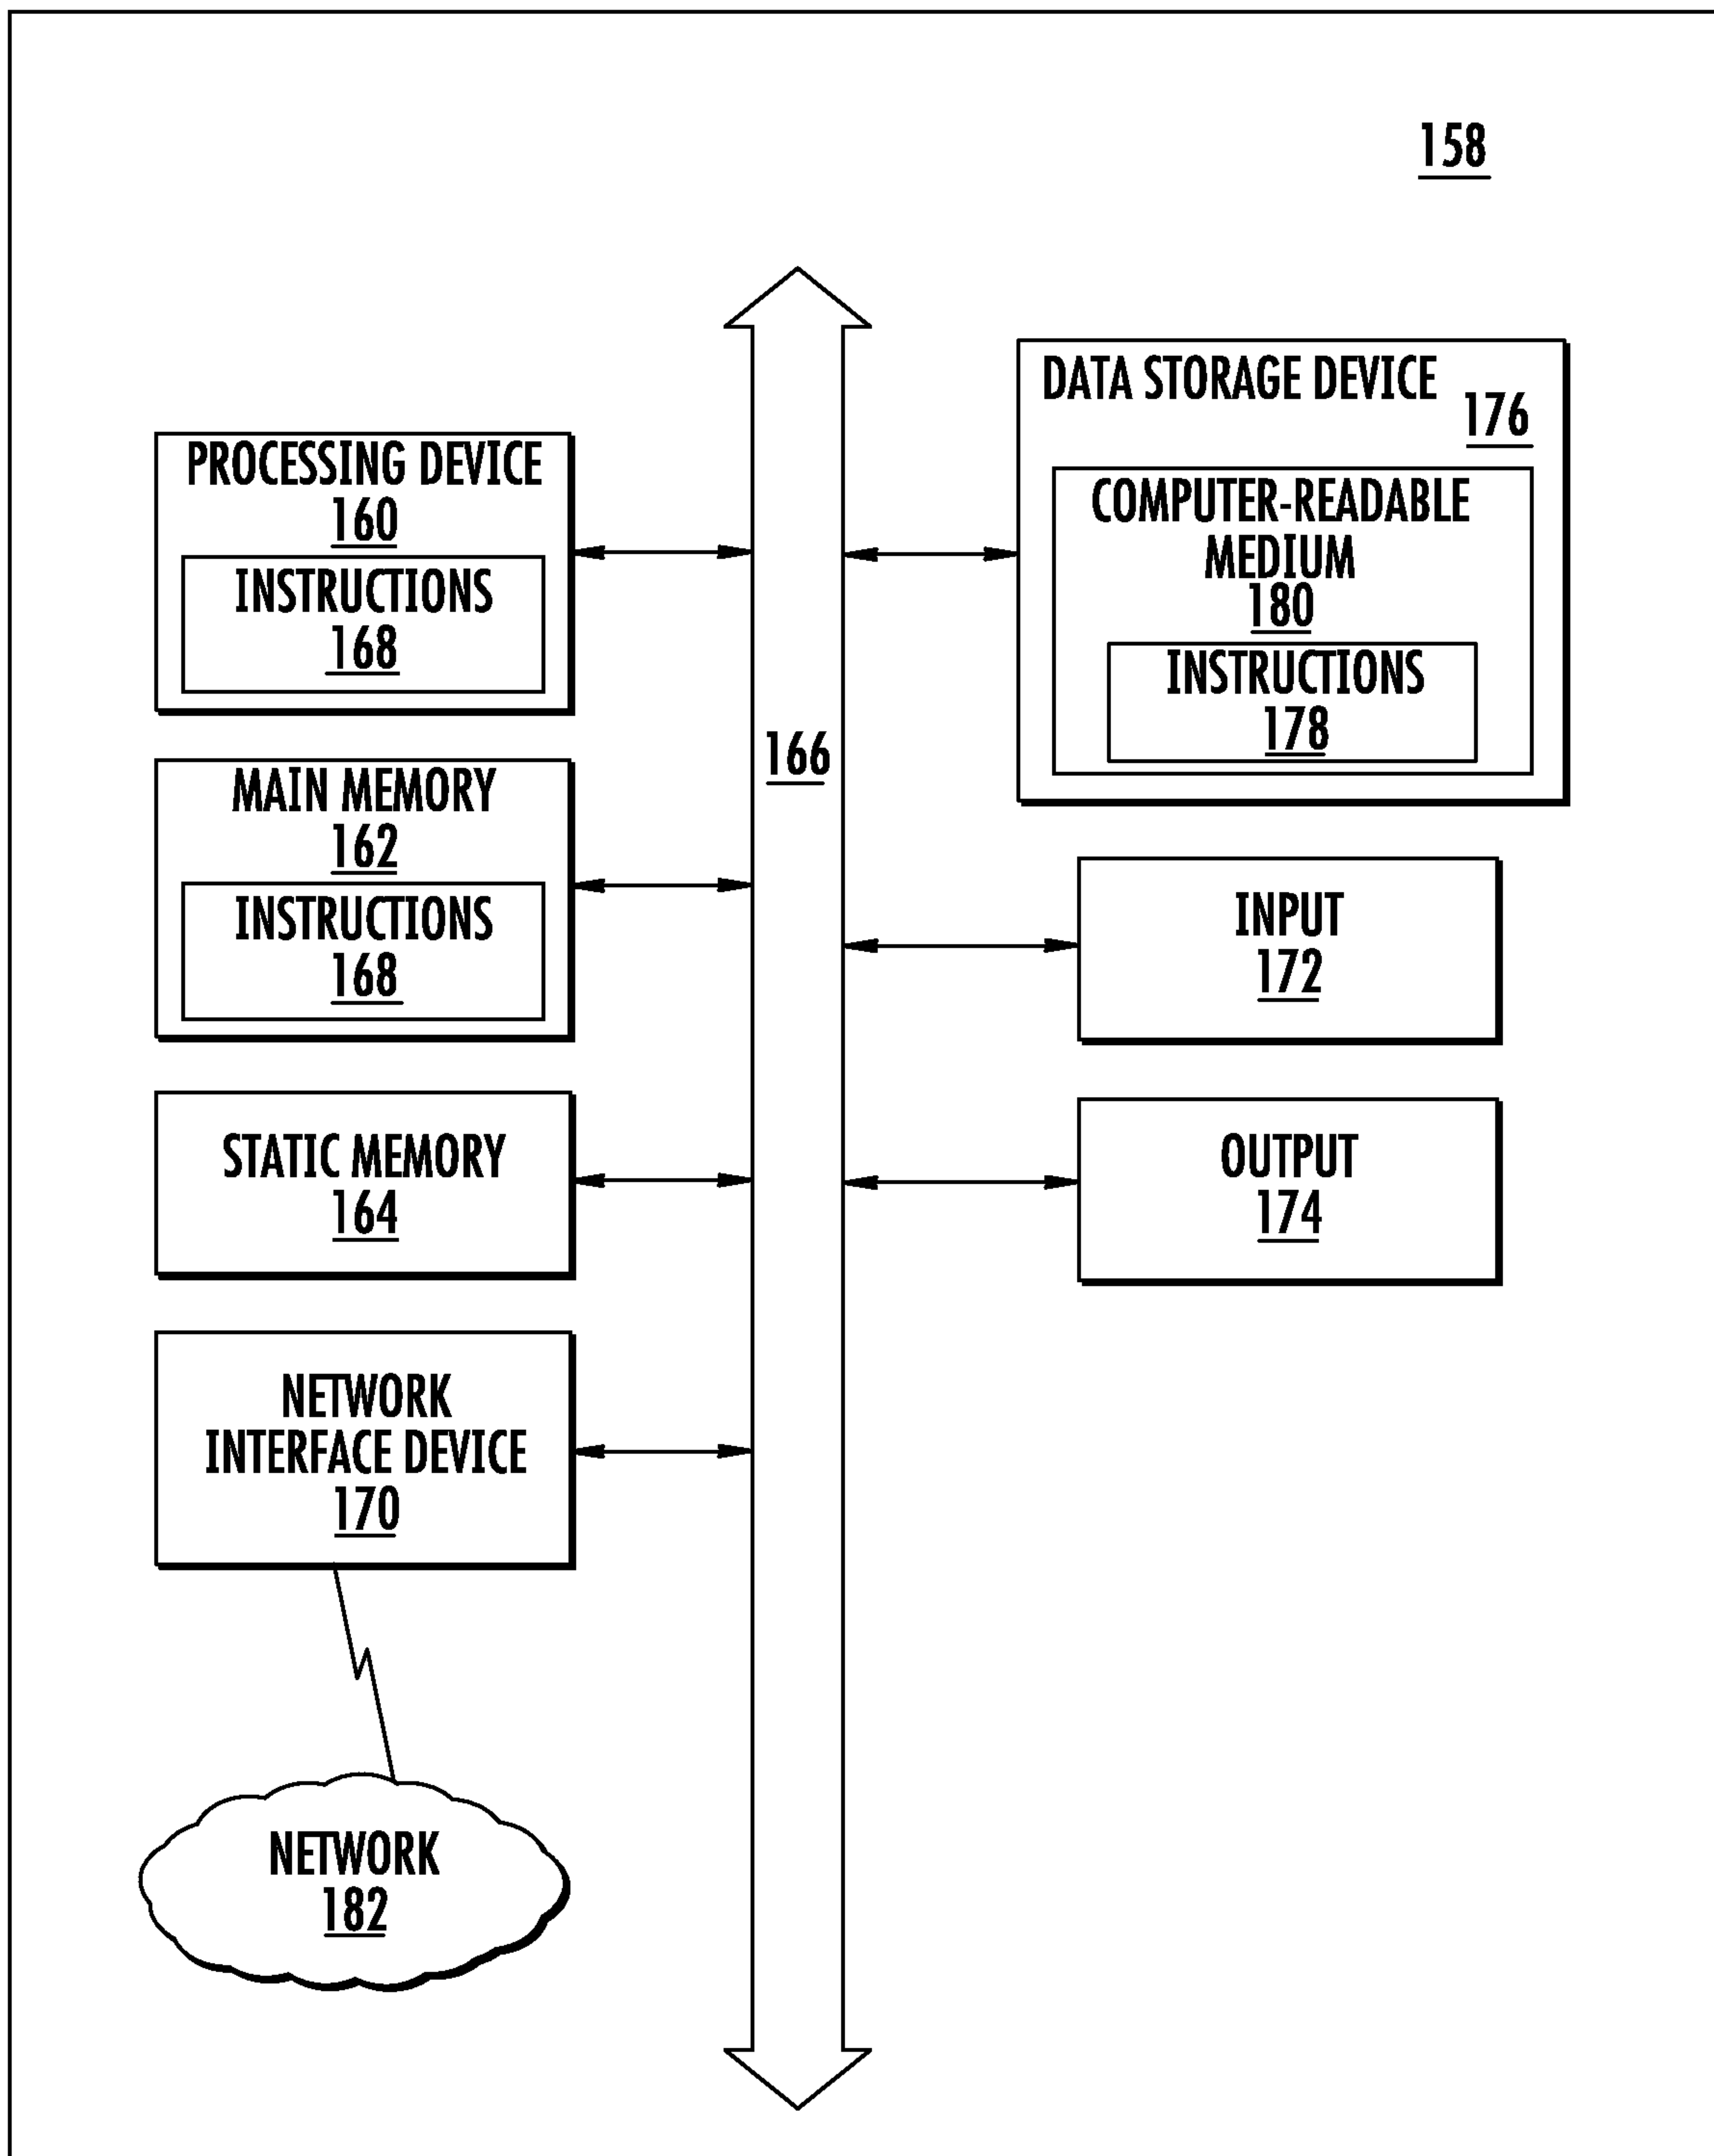 158
PROCESSING DEVICE
160
INSTRUCTIONS
168
MAIN MEMORY
162
INSTRUCTIONS
168
STATIC MEMORY
164
NETWORK
INTERFACE DEVICE
170
NETWORK
182
166
DATA STORAGE DEVICE
176
COMPUTER-READABLE
MEDIUM
180
INSTRUCTIONS
178
INPUT
172
OUTPUT
174